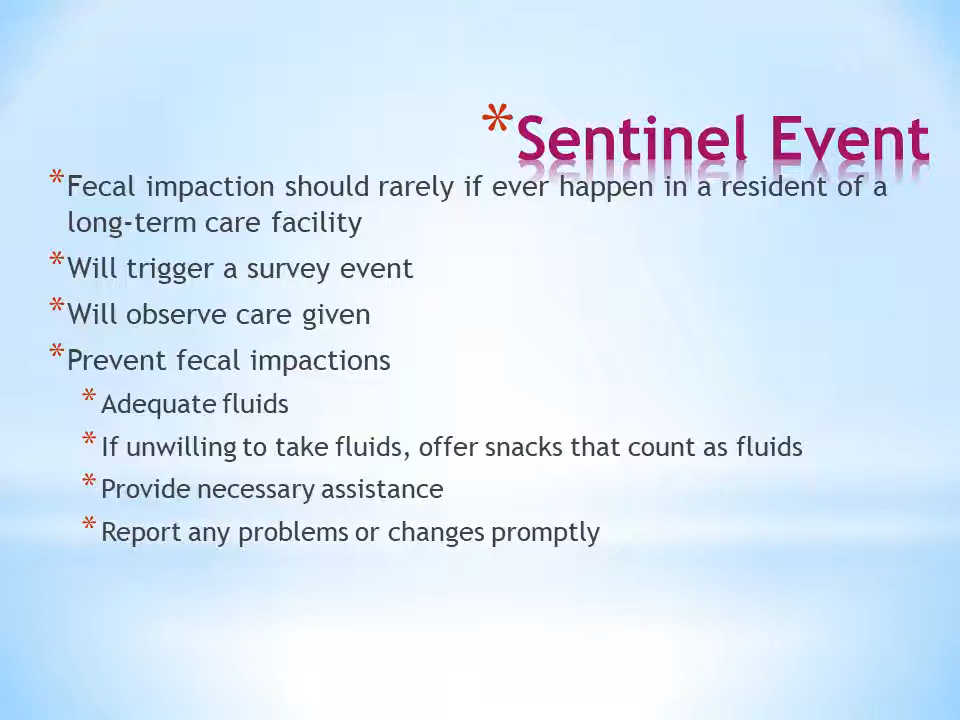 *Sentinel Event
*Fecal impaction should rarely if ever happen in a resident of a
long-term care facility
*Will trigger a survey event
*Will observe care given
*Prevent fecal impactions
*Adequate fluids
*If unwilling to take fluids, offer snacks that count as fluids
*Provide necessary assistance
*Report any problems or changes promptly